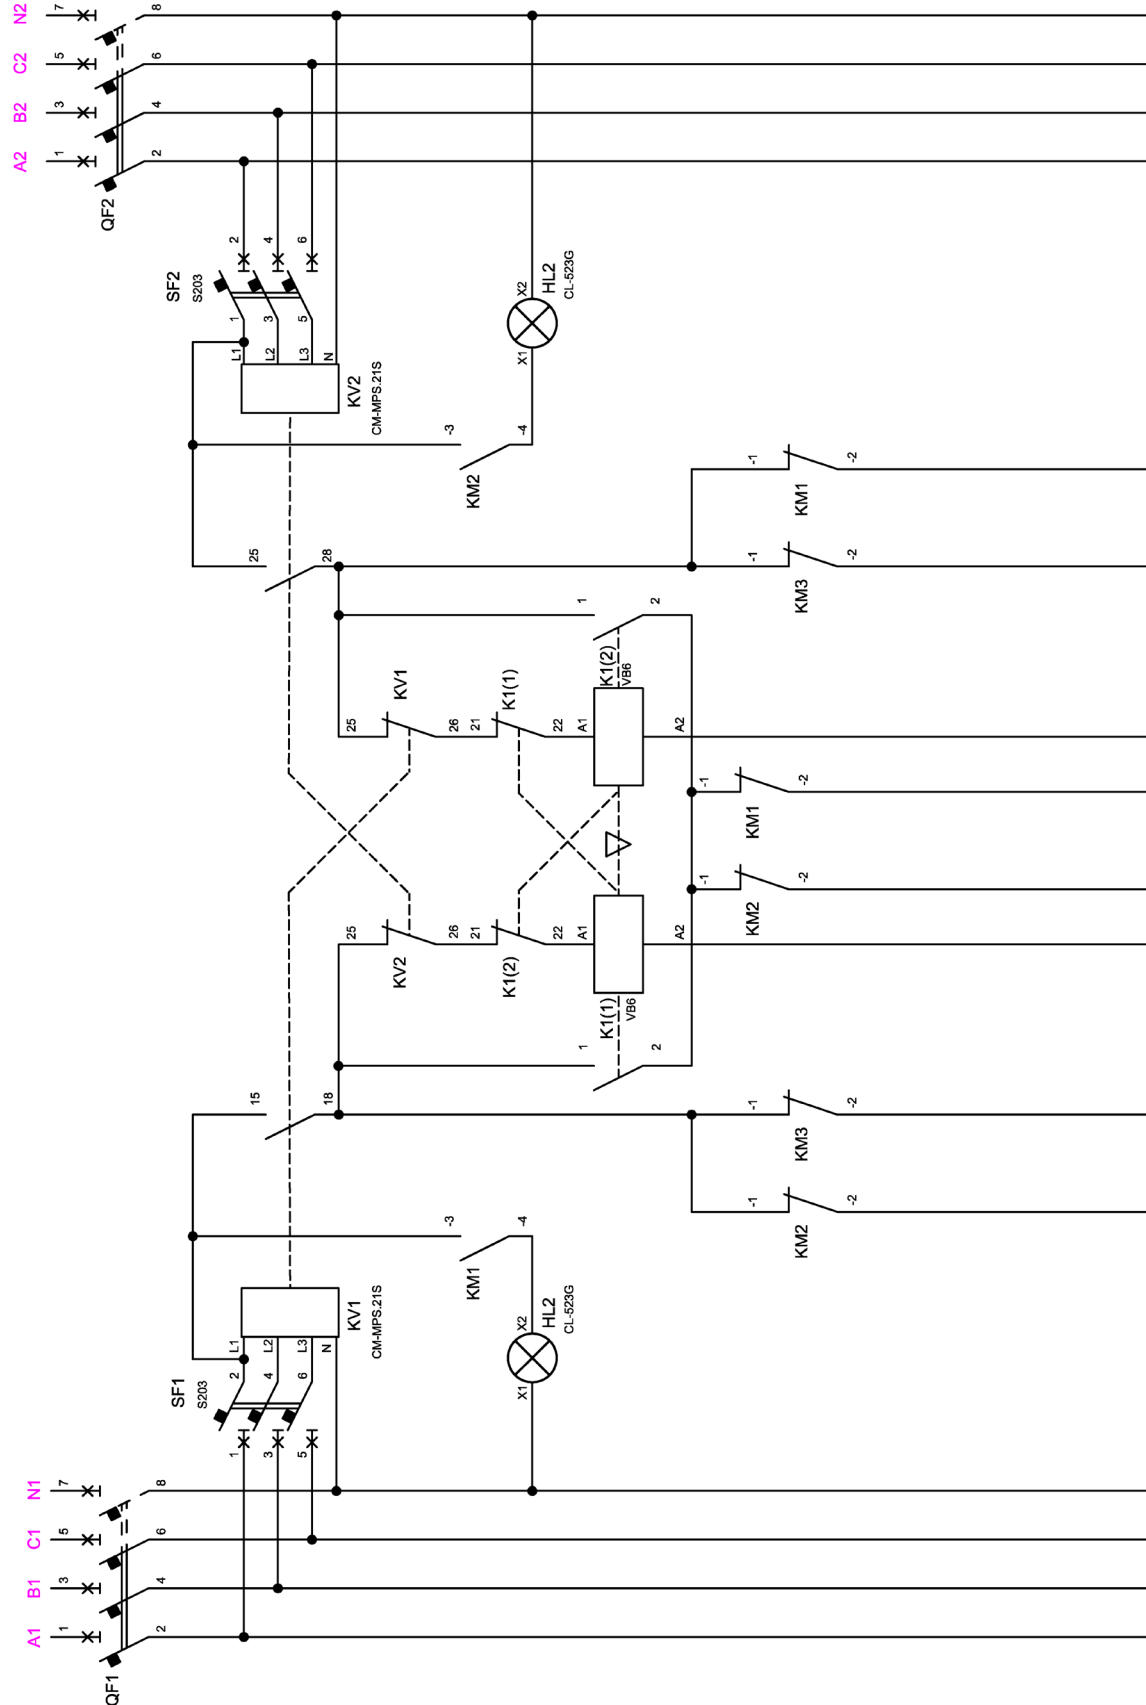 N2
7
8
C2
5
6
B2
3
4
A2
1
2
QF2
SF2
S203
2
4
6
1
3
5
L1
L2
L3
N
KV2
CM-MPS.21S
X2
HL2
CL-523G
X1
-3
-4
KM2
-1
-2
KM1
25
28
-1
-2
KM3
1
2
K1(2)
VB6
KV1
25
26
K1(1)
21
22
A1
A2
-1
-2
KM1
-1
-2
KM2
25
26
KV2
21
22
K1(2)
A1
A2
K1(1)
VB6
1
2
15
18
-1
-2
KM3
-1
-2
KM2
-3
-4
KM1
KV1
CM-MPS.21S
L1
L2
L3
N
X2
HL2
CL-523G
X1
SF1
S203
2
4
6
1
3
5
N1
7
8
C1
5
6
B1
3
4
A1
1
2
QF1